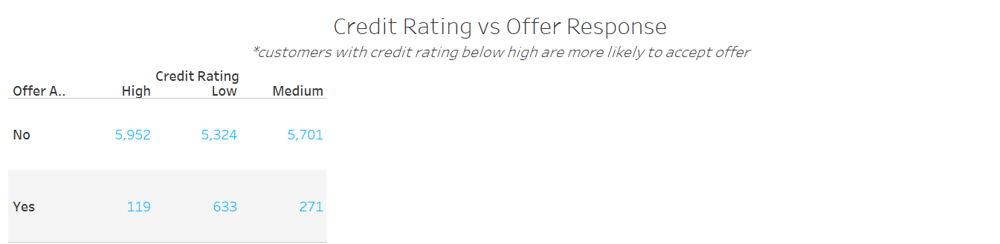 Credit Rating vs Offer Response
*customers with credit rating below high are more likely to accept offer
Credit Rating
Offer A.. High Low Medium
No 5,952 5,324 5,701
Yes 119 633 271